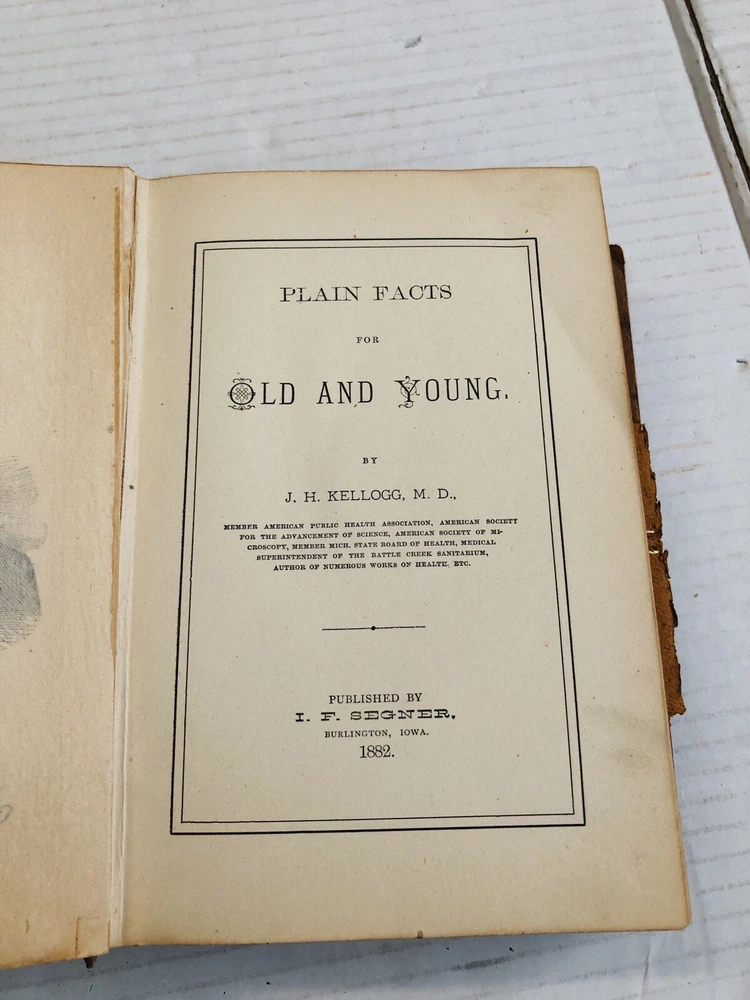 PLAIN FACTS
FOR
OLD AND YOUNG.
BY
J. H. KELLOGG, M. D.,
MEMBER AMERICAN PUBLIC HEALTH ASSOCIATION, AMERICAN SOCIETY
FOR THE ADVANCEMENT OF SCIENCE, AMERICAN SOCIETY OF MI-
CROSCOPY, MEMBER MICH. STATE BOARD OF HEALTH, MEDICAL
SUPERINTENDENT OF THE BATTLE CREEK SANITARIUM,
AUTHOR OF NUMEROUS WORKS ON HEALTH, ETC.
PUBLISHED BY
I. F. SEGNER,
BURLINGTON, IOWA.
1882.